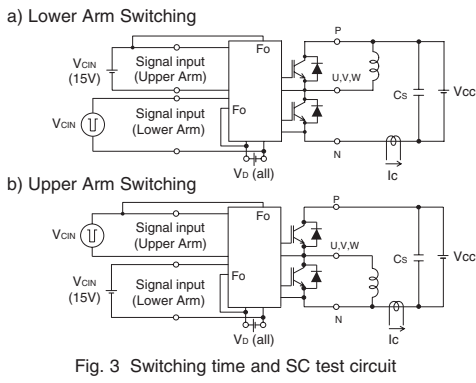 a) Lower Arm Switching
P
Fo
VCIN
(15V)
Signal input
(Upper Arm)
U,V,W
CS
Vcc
VCIN
Signal input
(Lower Arm)
Fo
N
VD (all)
Ic
b) Upper Arm Switching
P
Fo
VCIN
Signal input
(Upper Arm)
U,V,W
CS
Vcc
VCIN
(15V)
Signal input
(Lower Arm)
Fo
N
VD (all)
Ic
Fig. 3 Switching time and SC test circuit